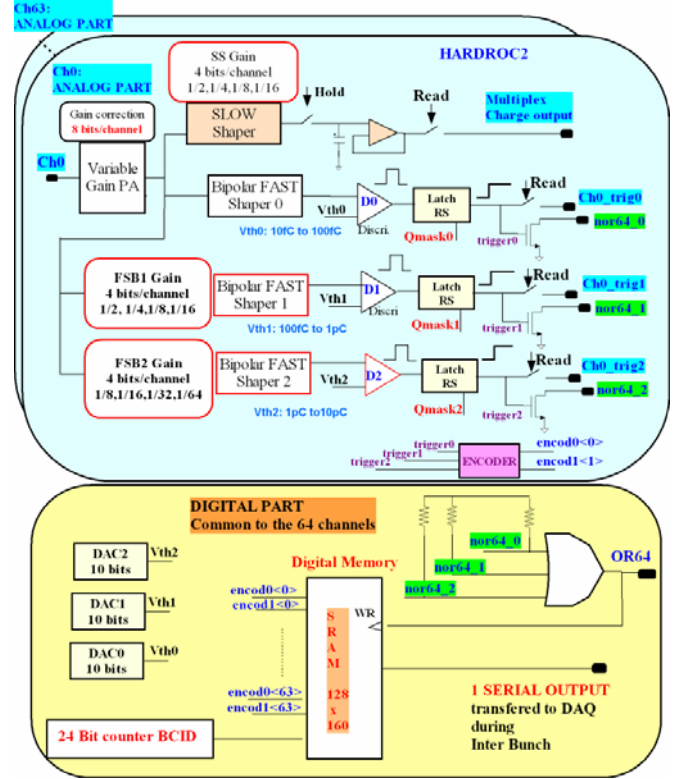 Ch63:
ANALOG PART
HARDROC2
Ch0:
ANALOG PART
SS Gain
4 bits/channel
1/2,1/4,1/8,1/16
Hold
Read
Multiplex
Charge output
Gain correction
8 bits/channel
SLOW
Shaper
Ch0
Variable
Gain PA
Bipolar FAST
Shaper 0
Vth0
D0
Discri.
Latch
RS
Read
Ch0_trig0
nor64_0
Vth0: 10fC to 100fC
Qmask0
trigger0
FSB1 Gain
4 bits/channel
1/2, 1/4,1/8,1/16
Bipolar FAST
Shaper 1
Vth1
D1
Discri
Latch
RS
Read
Ch0_trig1
nor64_1
Vth1: 100fC to 1pC
Qmask1
trigger1
FSB2 Gain
4 bits/channel
1/8,1/16,1/32,1/64
Bipolar FAST
Shaper 2
Vth2
D2
Latch
RS
Read
Ch0_trig2
nor64_2
Vth2: 1pC to10pC
Qmask2
trigger2
trigger0
trigger1
trigger2
ENCODER
encod0<0>
encod1<1>
DIGITAL PART
Common to the 64 channels
DAC2
10 bits
Vth2
DAC1
10 bits
Vth1
DAC0
10 bits
Vth0
Digital Memory
nor64_0
nor64_1
nor64_2
OR64
encod0<0>
encod1<0>
WR
S
R
A
M
128
x
160
encod0<63>
encod1<63>
24 Bit counter BCID
1 SERIAL OUTPUT
transfered to DAQ
during
Inter Bunch